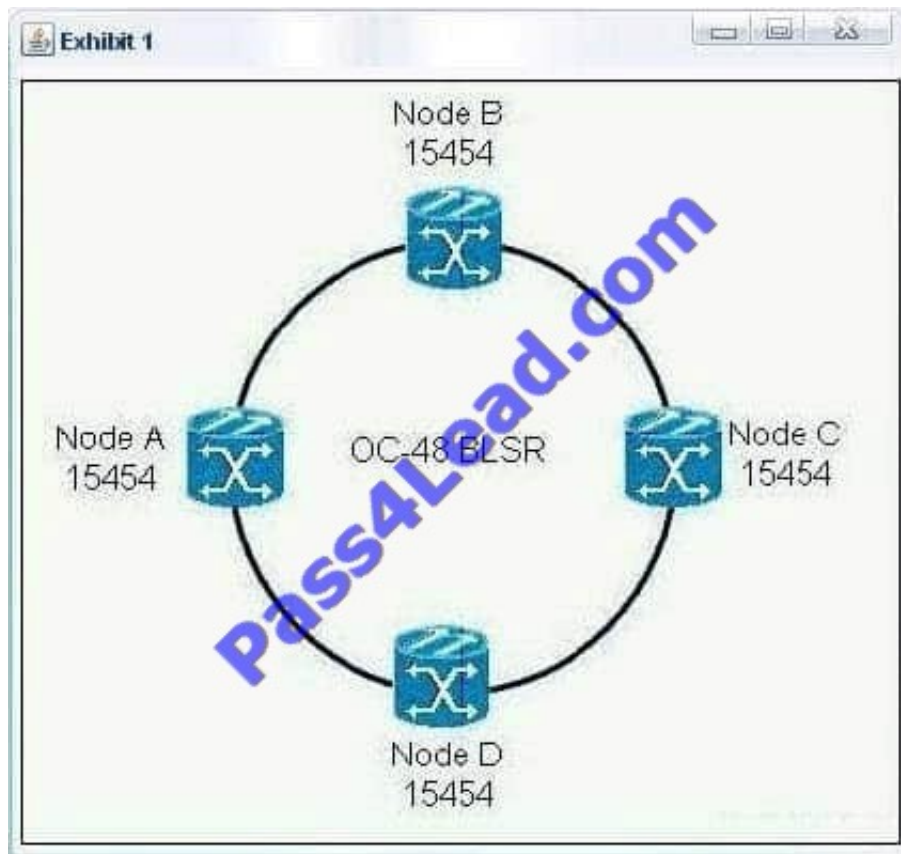 Exhibit 1
Node B
15454
Node A
15454
OC-48 BLSR
Node C
15454
Node D
15454
Pass4Lead.com